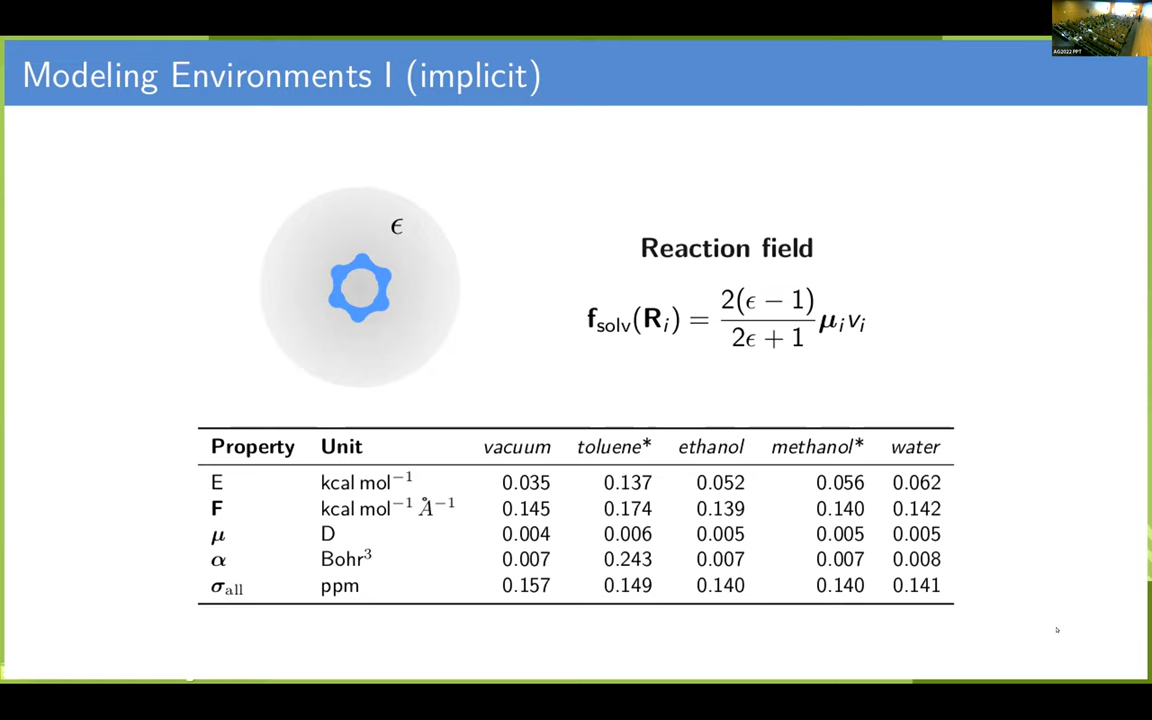 AG2022 PPT
Modeling Environments I (implicit)
ϵ
Reaction field
f_solv(R_i) = 2(ϵ − 1) / 2ϵ + 1 μ_i v_i
Property Unit vacuum toluene* ethanol methanol* water
E kcal mol⁻¹ 0.035 0.137 0.052 0.056 0.062
F kcal mol⁻¹ Å⁻¹ 0.145 0.174 0.139 0.140 0.142
μ D 0.004 0.006 0.005 0.005 0.005
α Bohr³ 0.007 0.243 0.007 0.007 0.008
σ_all ppm 0.157 0.149 0.140 0.140 0.141